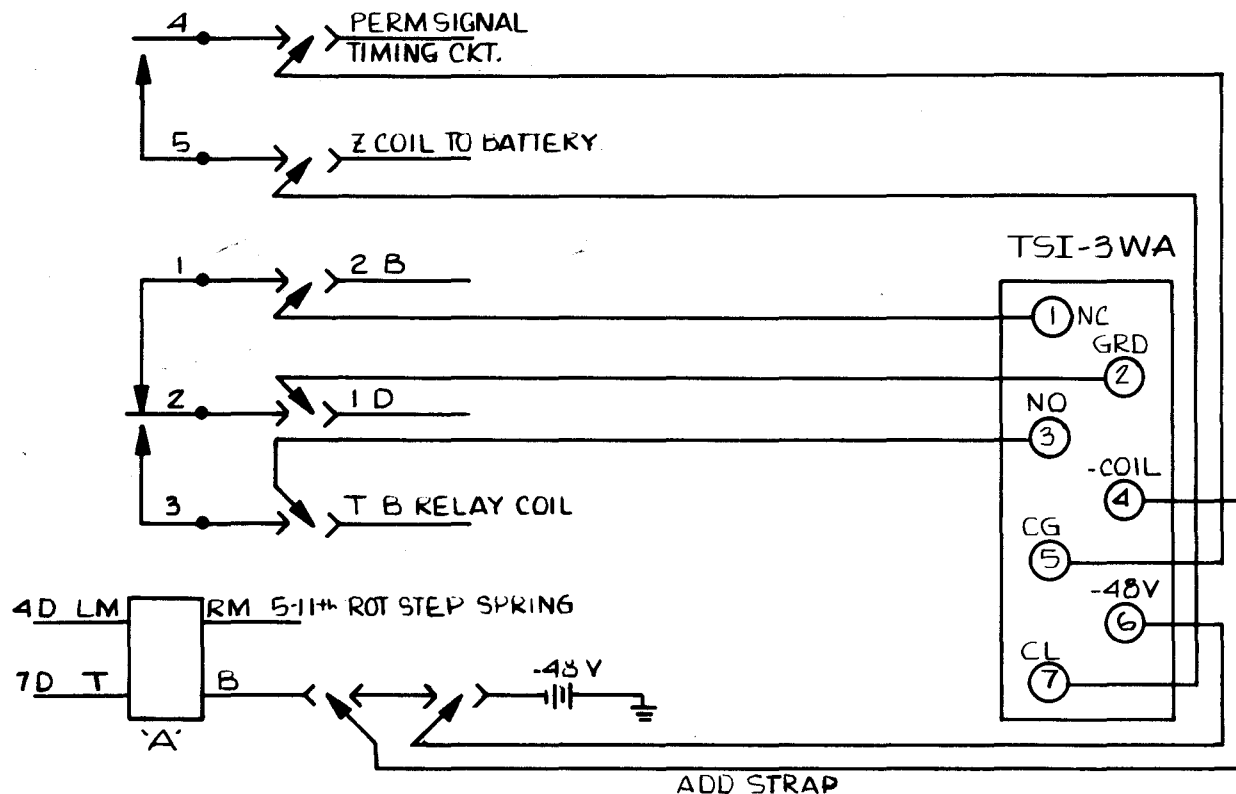 4 PERM SIGNAL
TIMING CKT.
5 Z COIL TO BATTERY
TSI-3WA
1 2 B
1 NC
GRD
2
2 1 D
NO
3
-COIL
4
3 T B RELAY COIL
CG
5
4D LM RM 5-11th ROT STEP SPRING
-48V
6
7D T B -48V
CL
7
'A'
ADD STRAP